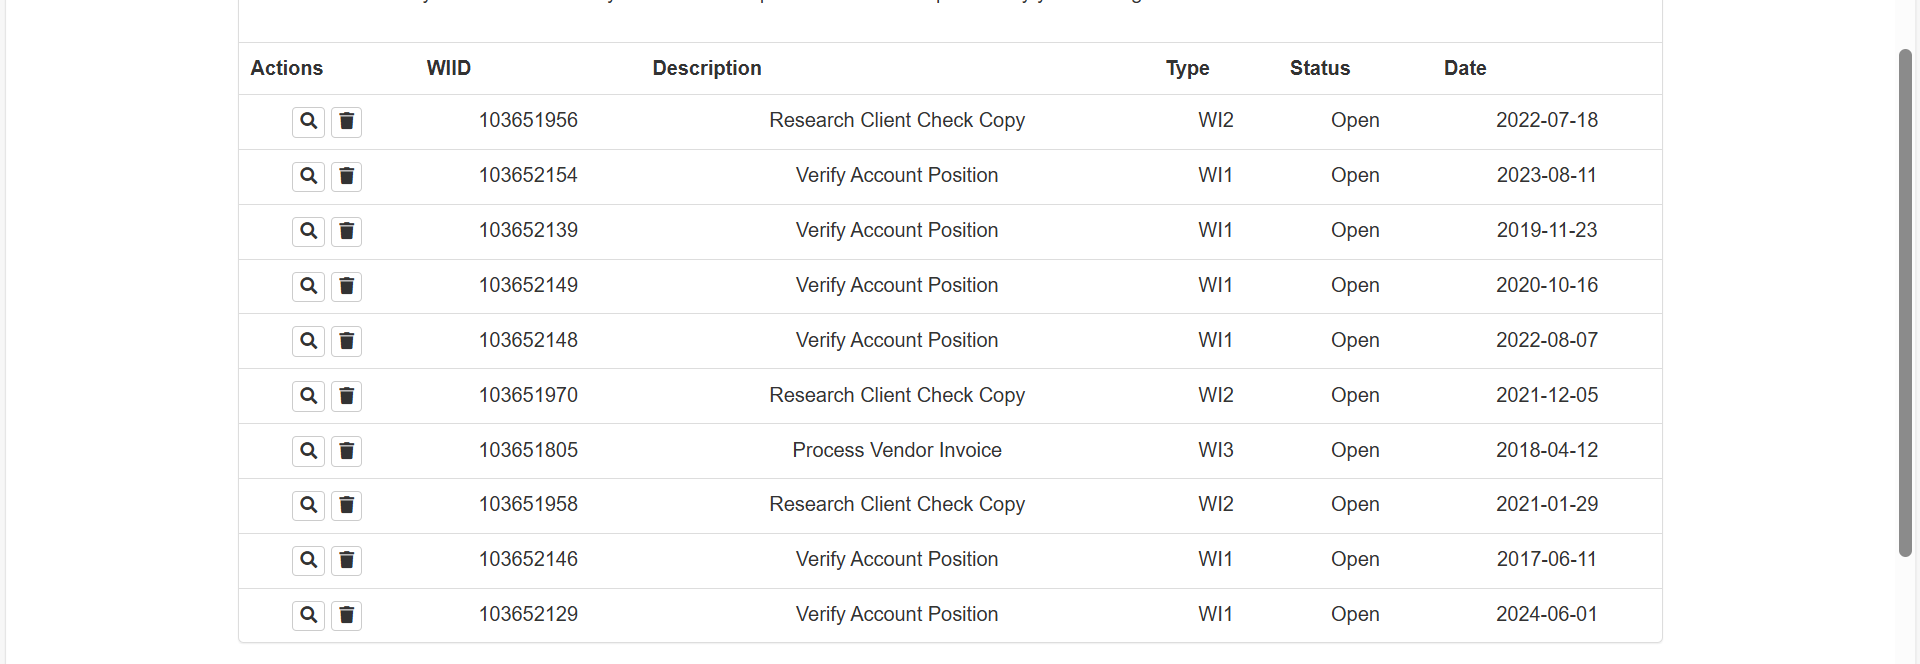 Actions WIID Description Type Status Date
103651956 Research Client Check Copy WI2 Open 2022-07-18
103652154 Verify Account Position WI1 Open 2023-08-11
103652139 Verify Account Position WI1 Open 2019-11-23
103652149 Verify Account Position WI1 Open 2020-10-16
103652148 Verify Account Position WI1 Open 2022-08-07
103651970 Research Client Check Copy WI2 Open 2021-12-05
103651805 Process Vendor Invoice WI3 Open 2018-04-12
103651958 Research Client Check Copy WI2 Open 2021-01-29
103652146 Verify Account Position WI1 Open 2017-06-11
103652129 Verify Account Position WI1 Open 2024-06-01